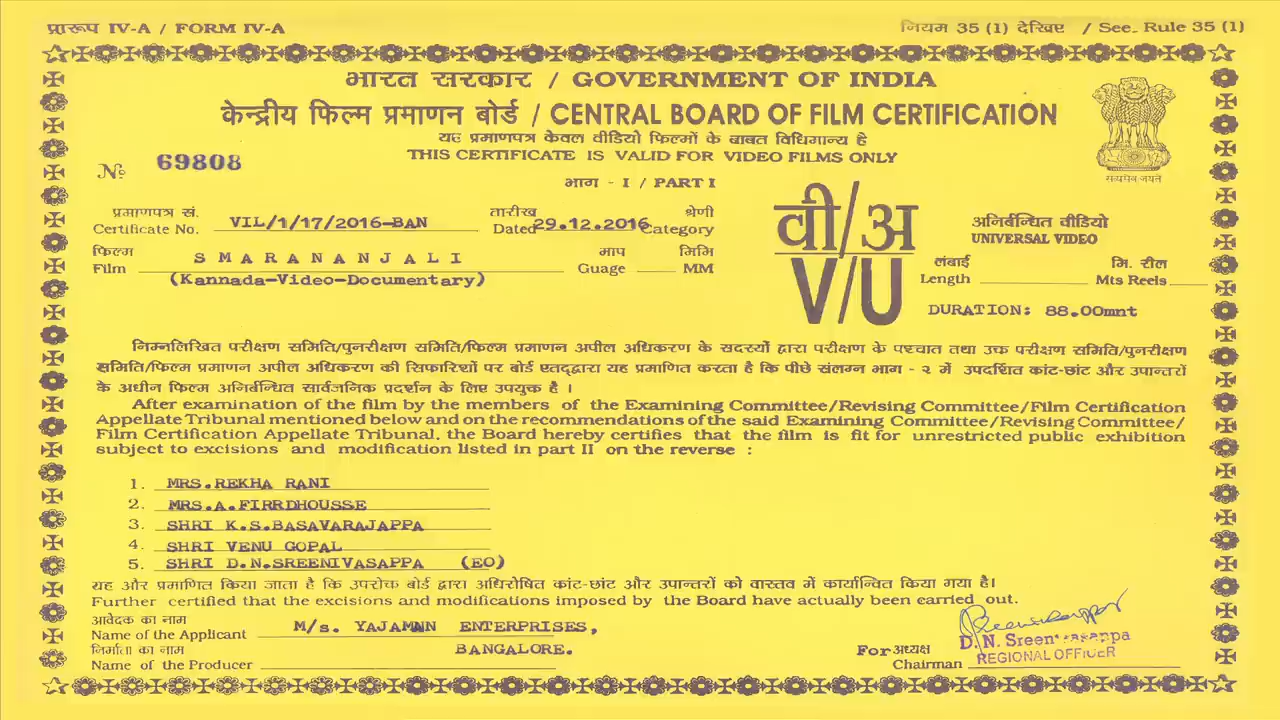 प्रारूप IV-A / FORM IV-A
नियम 35 (1) देखिए / See. Rule 35 (1)
भारत सरकार / GOVERNMENT OF INDIA
केन्द्रीय फिल्म प्रमाणन बोर्ड / CENTRAL BOARD OF FILM CERTIFICATION
यह प्रमाणपत्र केवल वीडियो फिल्मों के बाबत विधिमान्य है
THIS CERTIFICATE IS VALID FOR VIDEO FILMS ONLY
सत्यमेव जयते
№ 69808
भाग - I / PART I
प्रमाणपत्र सं. तारीख श्रेणी
Certificate No. VIL/1/17/2016-BAN Dated 29.12.2016 Category
वी/अ
V/U
अनिर्बन्धित वीडियो
UNIVERSAL VIDEO
फिल्म माप मिमि
Film SMARANANJALI Guage MM
(Kannada-Video-Documentary)
लंबाई मि. रील
Length Mts Reels
DURATION: 88.00mnt
निम्नलिखित परीक्षण समिति/पुनरीक्षण समिति/फिल्म प्रमाणन अपील अधिकरण के सदस्यों द्वारा परीक्षण के पश्चात तथा उक्त परीक्षण समिति/पुनरीक्षण
समिति/फिल्म प्रमाणन अपील अधिकरण की सिफारिशों पर बोर्ड एतद्द्वारा यह प्रमाणित करता है कि पीछे संलग्न भाग - २ में उपदर्शित कांट-छांट और उपान्तरों
के अधीन फिल्म अनिर्बन्धित सार्वजनिक प्रदर्शन के लिए उपयुक्त है ।
After examination of the film by the members of the Examining Committee/Revising Committee/Film Certification
Appellate Tribunal mentioned below and on the recommendations of the said Examining Committee/Revising Committee/
Film Certification Appellate Tribunal, the Board hereby certifies that the film is fit for unrestricted public exhibition
subject to excisions and modification listed in part II on the reverse :
1. MRS.REKHA RANI
2. MRS.A.FIRRDHOUSSE
3. SHRI K.S.BASAVARAJAPPA
4. SHRI VENU GOPAL
5. SHRI D.N.SREENIVASAPPA (EO)
यह और प्रमाणित किया जाता है कि उपरोक्त बोर्ड द्वारा अधिरोपित कांट-छांट और उपान्तरों को वास्तव में कार्यान्वित किया गया है।
Further certified that the excisions and modifications imposed by the Board have actually been carried out.
आवेदक का नाम
Name of the Applicant M/s. YAJAMAN ENTERPRISES,
निर्माता का नाम BANGALORE.
Name of the Producer
For अध्यक्ष
Chairman
D.N. Sreenivasappa
REGIONAL OFFICER